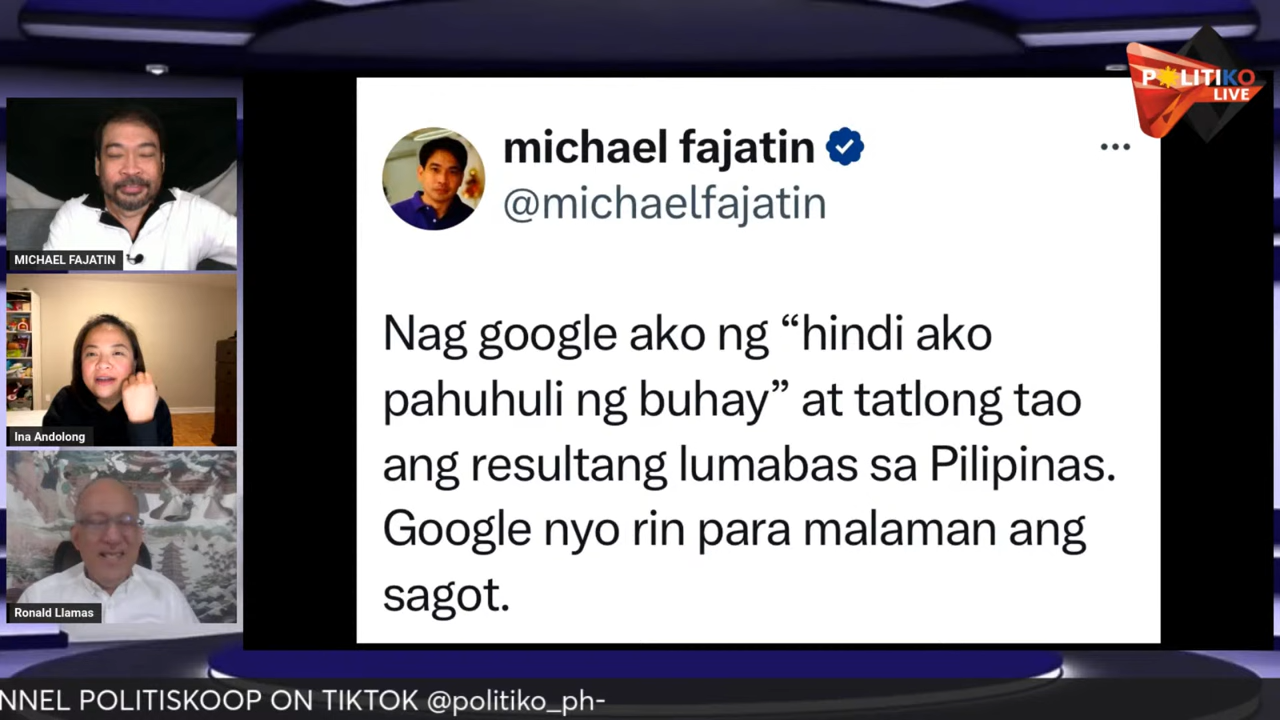 POLITIKO
LIVE
michael fajatin
@michaelfajatin
Nag google ako ng “hindi ako
pahuhuli ng buhay” at tatlong tao
ang resultang lumabas sa Pilipinas.
Google nyo rin para malaman ang
sagot.
MICHAEL FAJATIN
Ina Andolong
Ronald Llamas
NNEL POLITISKOOP ON TIKTOK @politiko_ph-